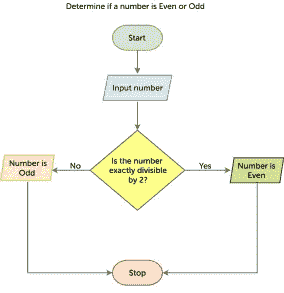 Determine if a number is Even or Odd
Start
Input number
Is the number
exactly divisible
by 2?
No
Yes
Number is
Odd
Number is
Even
Stop